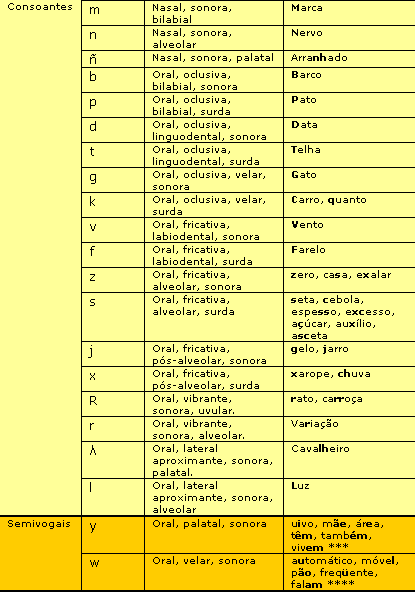 Consoantes m Nasal, sonora, Marca
bilabial
n Nasal, sonora, Nervo
alveolar
ñ Nasal, sonora, palatal Arranhado
b Oral, oclusiva, Barco
bilabial, sonora
p Oral, oclusiva, Pato
bilabial, surda
d Oral, oclusiva, Data
linguodental, sonora
t Oral, oclusiva, Telha
linguodental, surda
g Oral, oclusiva, velar, Gato
sonora
k Oral, oclusiva, velar, Carro, quanto
surda
v Oral, fricativa, Vento
labiodental, sonora
f Oral, fricativa, Farelo
labiodental, surda
z Oral, fricativa, zero, casa, exalar
alveolar, sonora
s Oral, fricativa, seta, cebola,
alveolar, surda espesso, excesso,
açúcar, auxílio,
asceta
j Oral, fricativa, gelo, jarro
pós-alveolar, sonora
x Oral, fricativa, xarope, chuva
pós-alveolar, surda
R Oral, vibrante, rato, carroça
sonora, uvular.
r Oral, vibrante, Variação
sonora, alveolar.
λ Oral, lateral Cavalheiro
aproximante, sonora,
palatal.
l Oral, lateral Luz
aproximante, sonora,
alveolar
Semivogais y Oral, palatal, sonora uivo, mãe, área,
têm, também,
vivem ***
w Oral, velar, sonora automático, móvel,
pão, freqüente,
falam ****